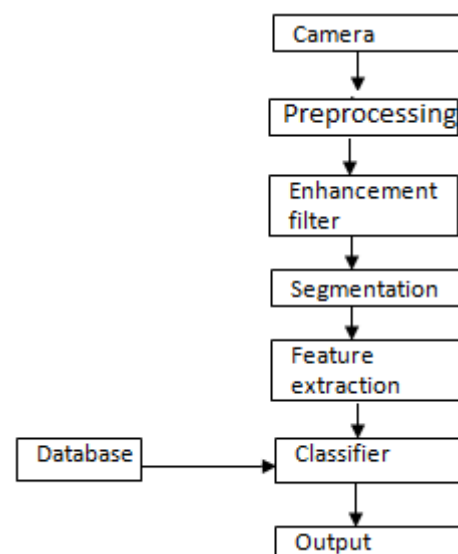 Camera
Preprocessing
Enhancement
filter
Segmentation
Feature
extraction
Database
Classifier
Output